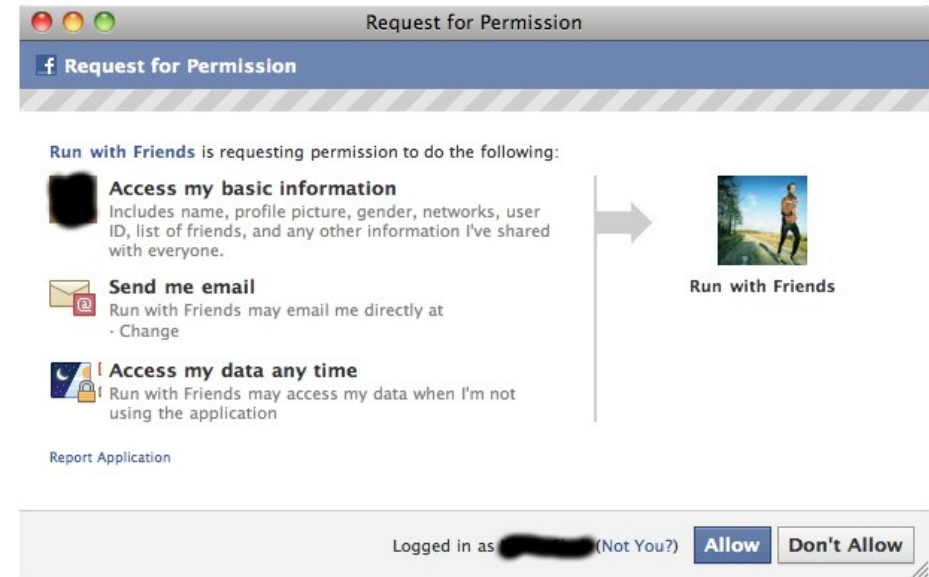 Request for Permission
f Request for Permission
Run with Friends is requesting permission to do the following:
Access my basic information
Includes name, profile picture, gender, networks, user
ID, list of friends, and any other information I've shared
with everyone.
Send me email
Run with Friends may email me directly at
· Change
Access my data any time
Run with Friends may access my data when I'm not
using the application
Run with Friends
Report Application
Logged in as (Not You?) Allow Don't Allow